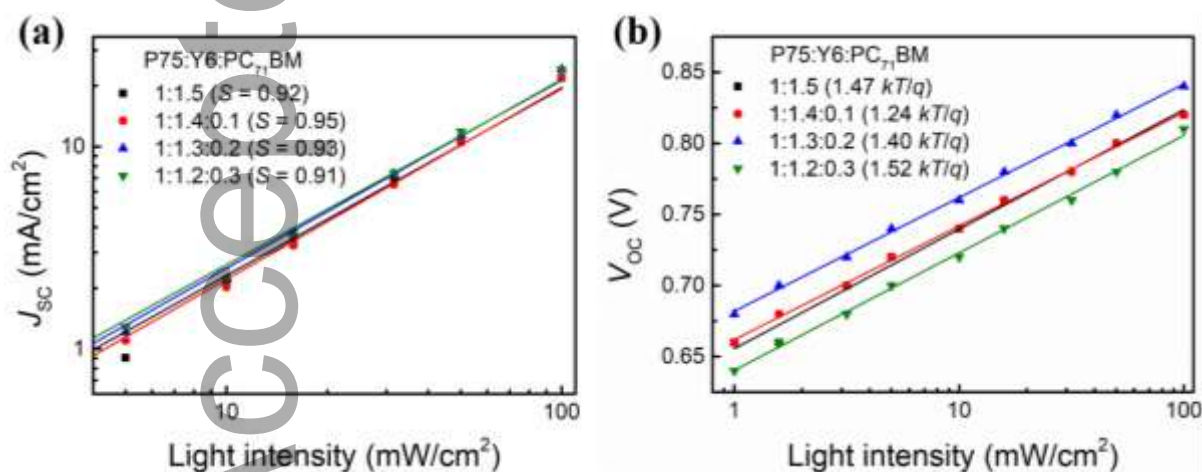 (a)
P75:Y6:PC71BM
1:1.5 (S = 0.92)
1:1.4:0.1 (S = 0.95)
1:1.3:0.2 (S = 0.93)
1:1.2:0.3 (S = 0.91)
10
1
JSC (mA/cm²)
10 100
Light intensity (mW/cm²)
Accepte
(b)
P75:Y6:PC71BM
1:1.5 (1.47 kT/q)
1:1.4:0.1 (1.24 kT/q)
1:1.3:0.2 (1.40 kT/q)
1:1.2:0.3 (1.52 kT/q)
0.85
0.80
0.75
0.70
0.65
VOC (V)
1 10 100
Light intensity (mW/cm²)